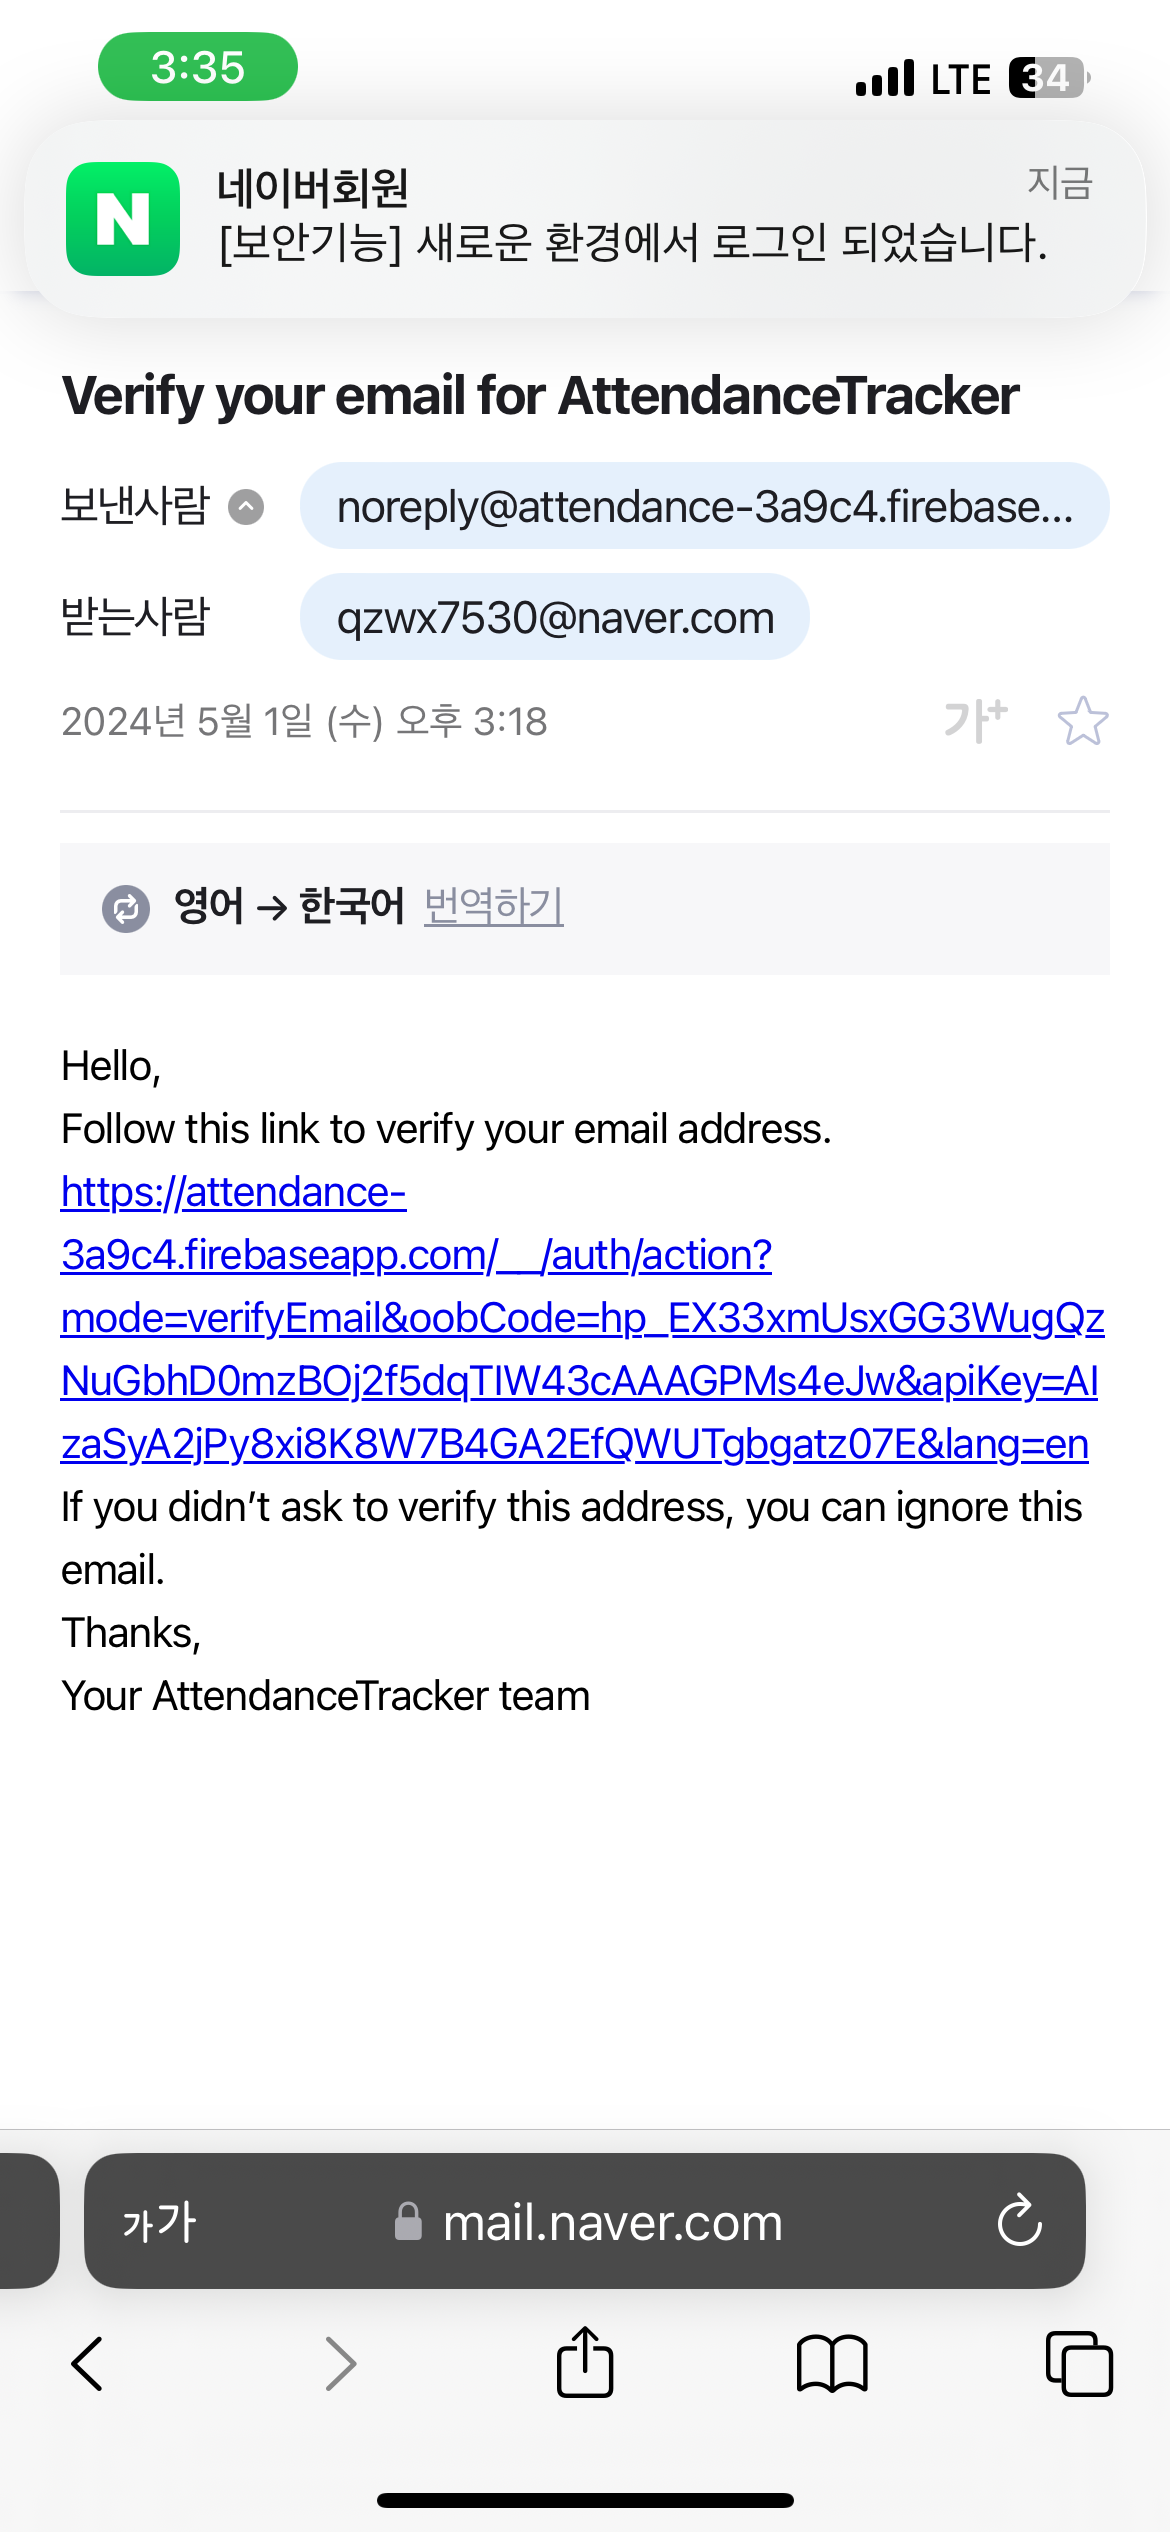 3:35
LTE
34
N
네이버회원
지금
[보안기능] 새로운 환경에서 로그인 되었습니다.
Verify your email for AttendanceTracker
보낸사람
noreply@attendance-3a9c4.firebase...
받는사람
qzwx7530@naver.com
2024년 5월 1일 (수) 오후 3:18
가+
영어 → 한국어 번역하기
Hello,
Follow this link to verify your email address.
https://attendance-
3a9c4.firebaseapp.com/__/auth/action?
mode=verifyEmail&oobCode=hp_EX33xmUsxGG3WugQz
NuGbhD0mzBOj2f5dqTIW43cAAAGPMs4eJw&apiKey=AI
zaSyA2jPy8xi8K8W7B4GA2EfQWUTgbgatz07E&lang=en
If you didn’t ask to verify this address, you can ignore this
email.
Thanks,
Your AttendanceTracker team
가가
mail.naver.com